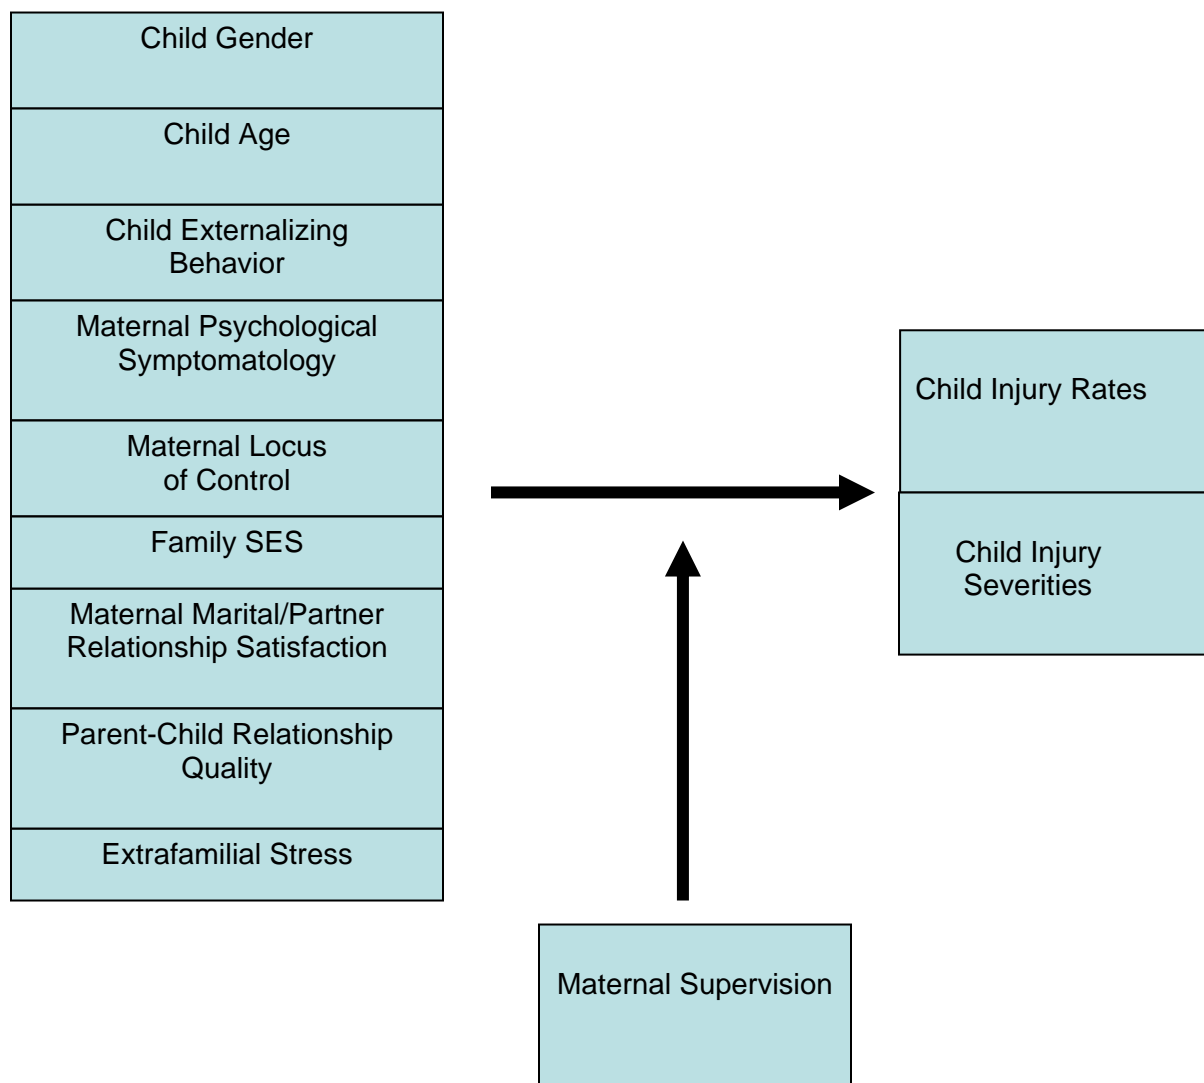 Child Gender
Child Age
Child Externalizing
Behavior
Maternal Psychological
Symptomatology
Maternal Locus
of Control
Family SES
Maternal Marital/Partner
Relationship Satisfaction
Parent-Child Relationship
Quality
Extrafamilial Stress
Child Injury Rates
Child Injury
Severities
Maternal Supervision